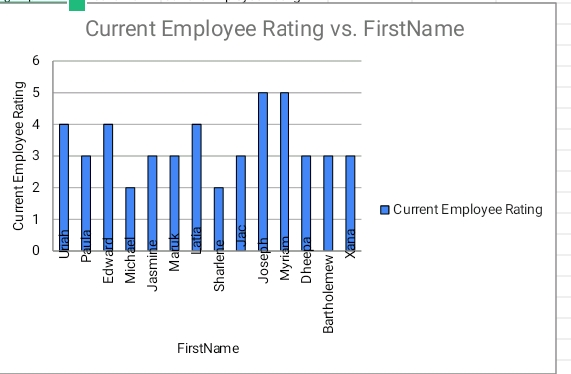 Current Employee Rating vs. FirstName
6
5
4
3
2
1
0
Current Employee Rating
Uriah
Paula
Edward
Michael
Jasmine
Maruk
Latia
Sharlene
Jac
Joseph
Myriam
Dheepa
Bartholemew
Xana
FirstName
Current Employee Rating